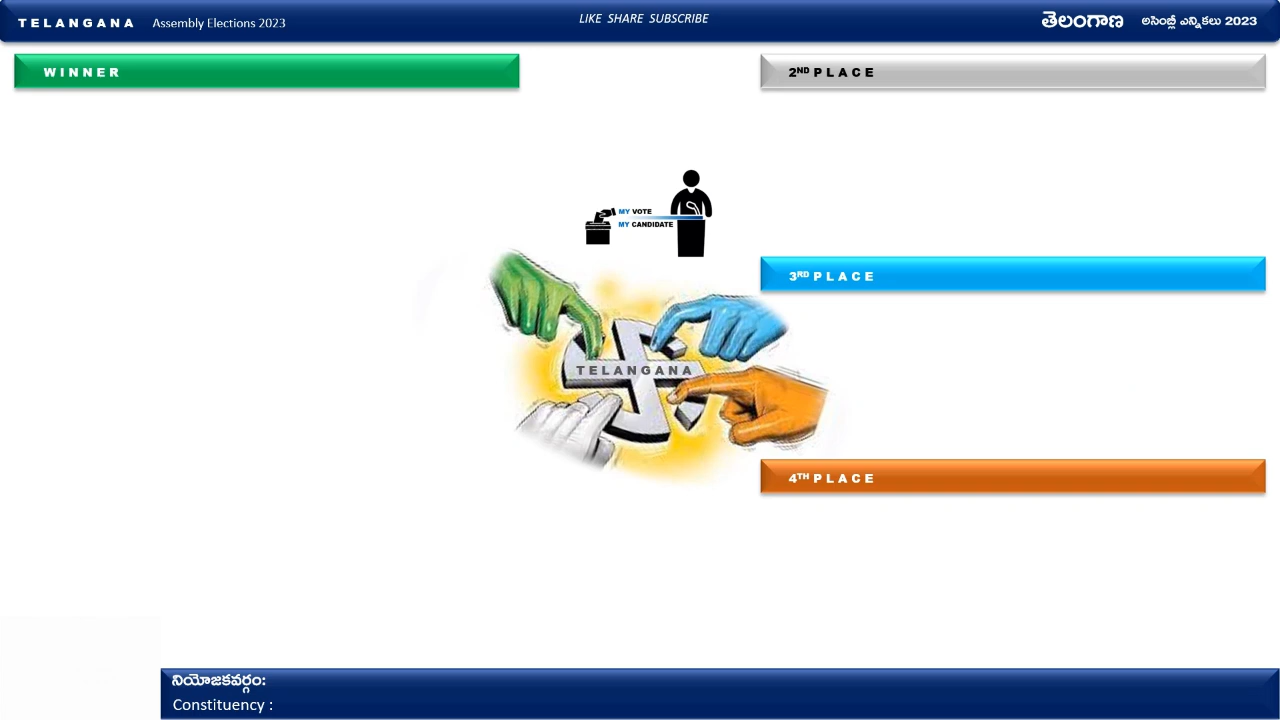 TELANGANA Assembly Elections 2023
LIKE SHARE SUBSCRIBE
తెలంగాణ అసెంబ్లీ ఎన్నికలు 2023
WINNER
2ND PLACE
MY VOTE
MY CANDIDATE
3RD PLACE
TELANGANA
4TH PLACE
నియోజకవర్గం:
Constituency :